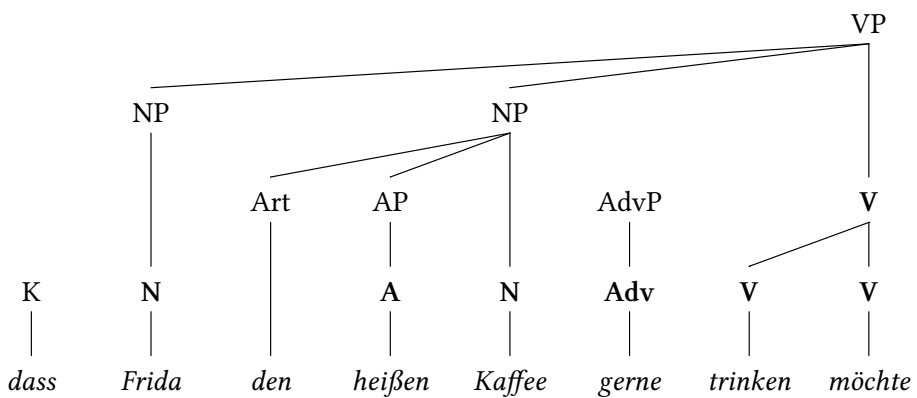 VP
NP NP
Art AP AdvP V
K N A N Adv V V
dass Frida den heißen Kaffee gerne trinken möchte